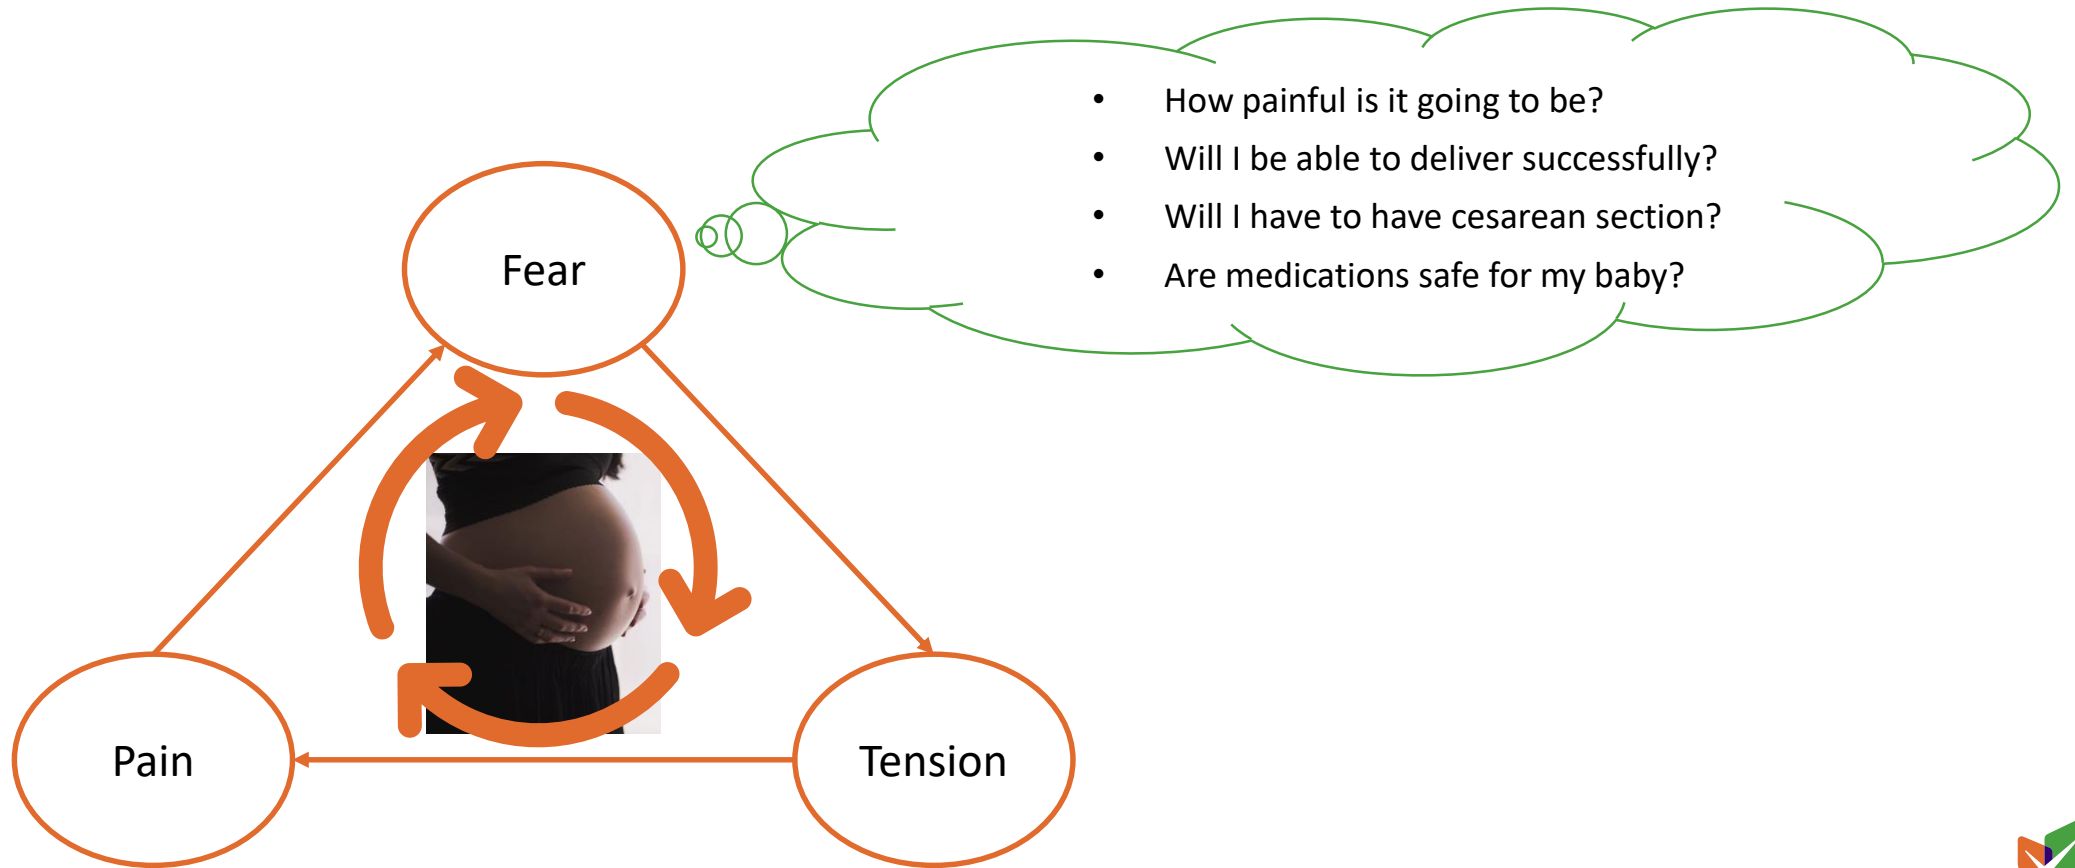 • How painful is it going to be?
• Will I be able to deliver successfully?
• Will I have to have cesarean section?
• Are medications safe for my baby?
Fear
Pain
Tension